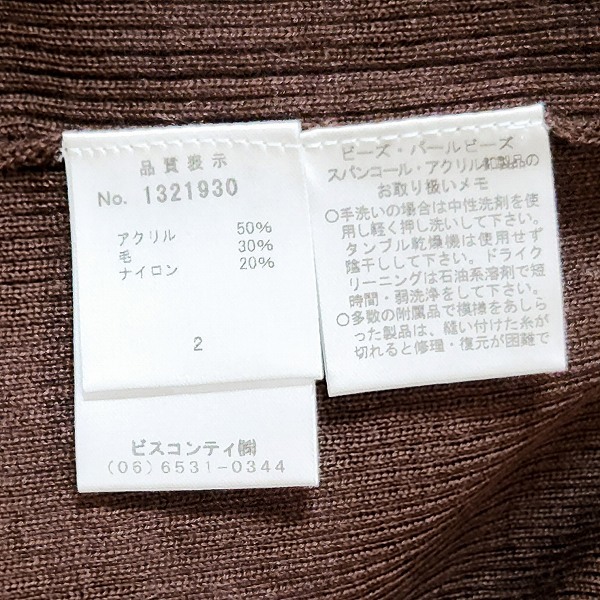 品質表示
No. 1321930
アクリル 50%
毛 30%
ナイロン 20%
2
ビスコンティ㈱
(06)6531-0344
ビーズ・パールビーズ
スパンコール・アクリル
製品の
お取り扱いメモ
○手洗いの場合は中性洗剤を使
用し軽く押し洗いして下さい。
タンブル乾燥機は使用せず
陰干しして下さい。ドライク
リーニングは石油系溶剤で短
時間・弱洗浄をして下さい。
○多数の附属品で模様をあしら
った製品は、縫い付けた糸が
切れると修理・復元が困難で